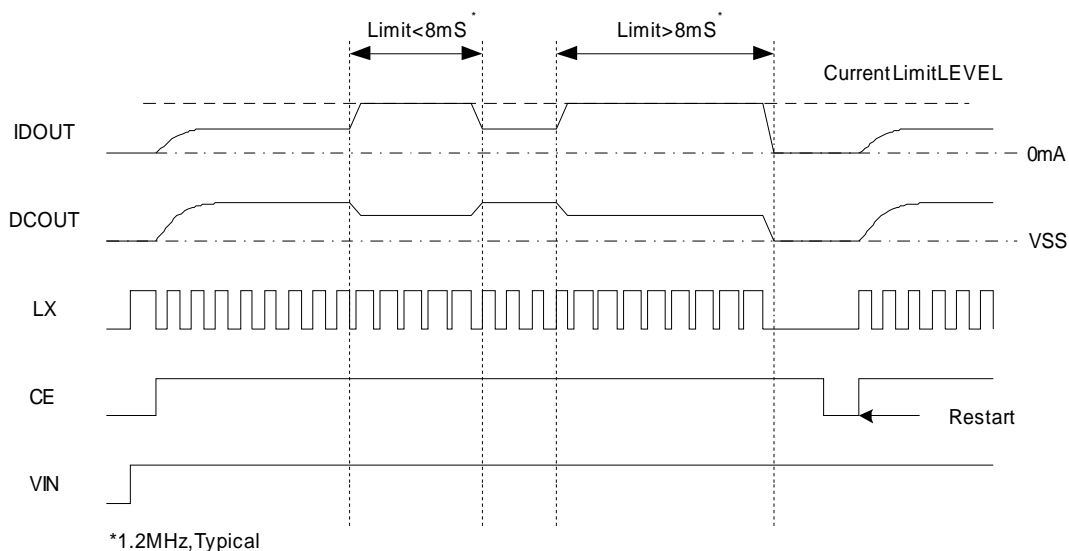 Limit<8mS*
Limit>8mS*
CurrentLimitLEVEL
IDOUT
0mA
DCOUT
VSS
LX
CE
Restart
VIN
*1.2MHz,Typical